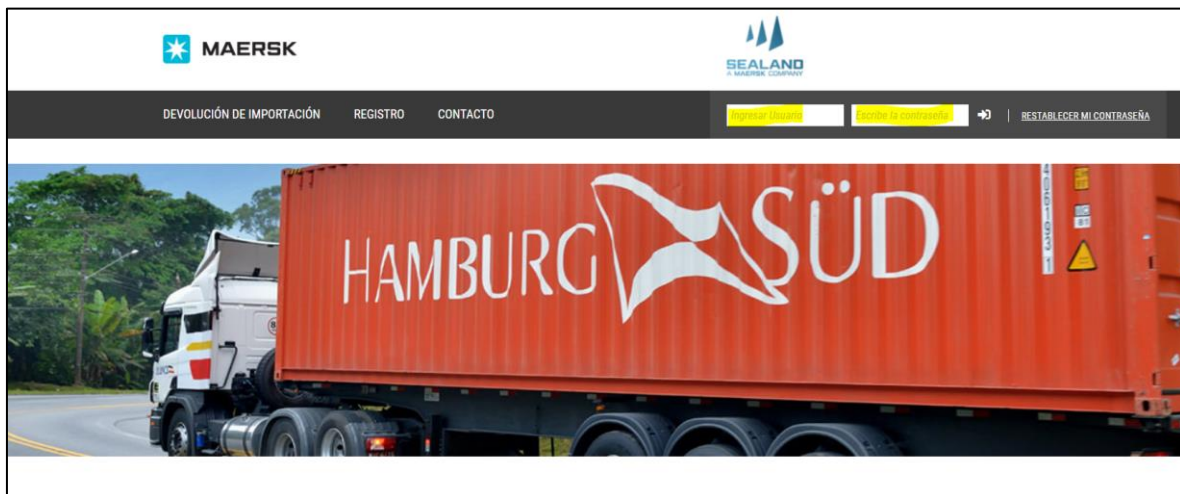 MAERSK
SEALAND
A MAERSK COMPANY
DEVOLUCIÓN DE IMPORTACIÓN REGISTRO CONTACTO Ingresar Usuario Escribe la contraseña RESTABLECER MI CONTRASEÑA
HAMBURG SÜD